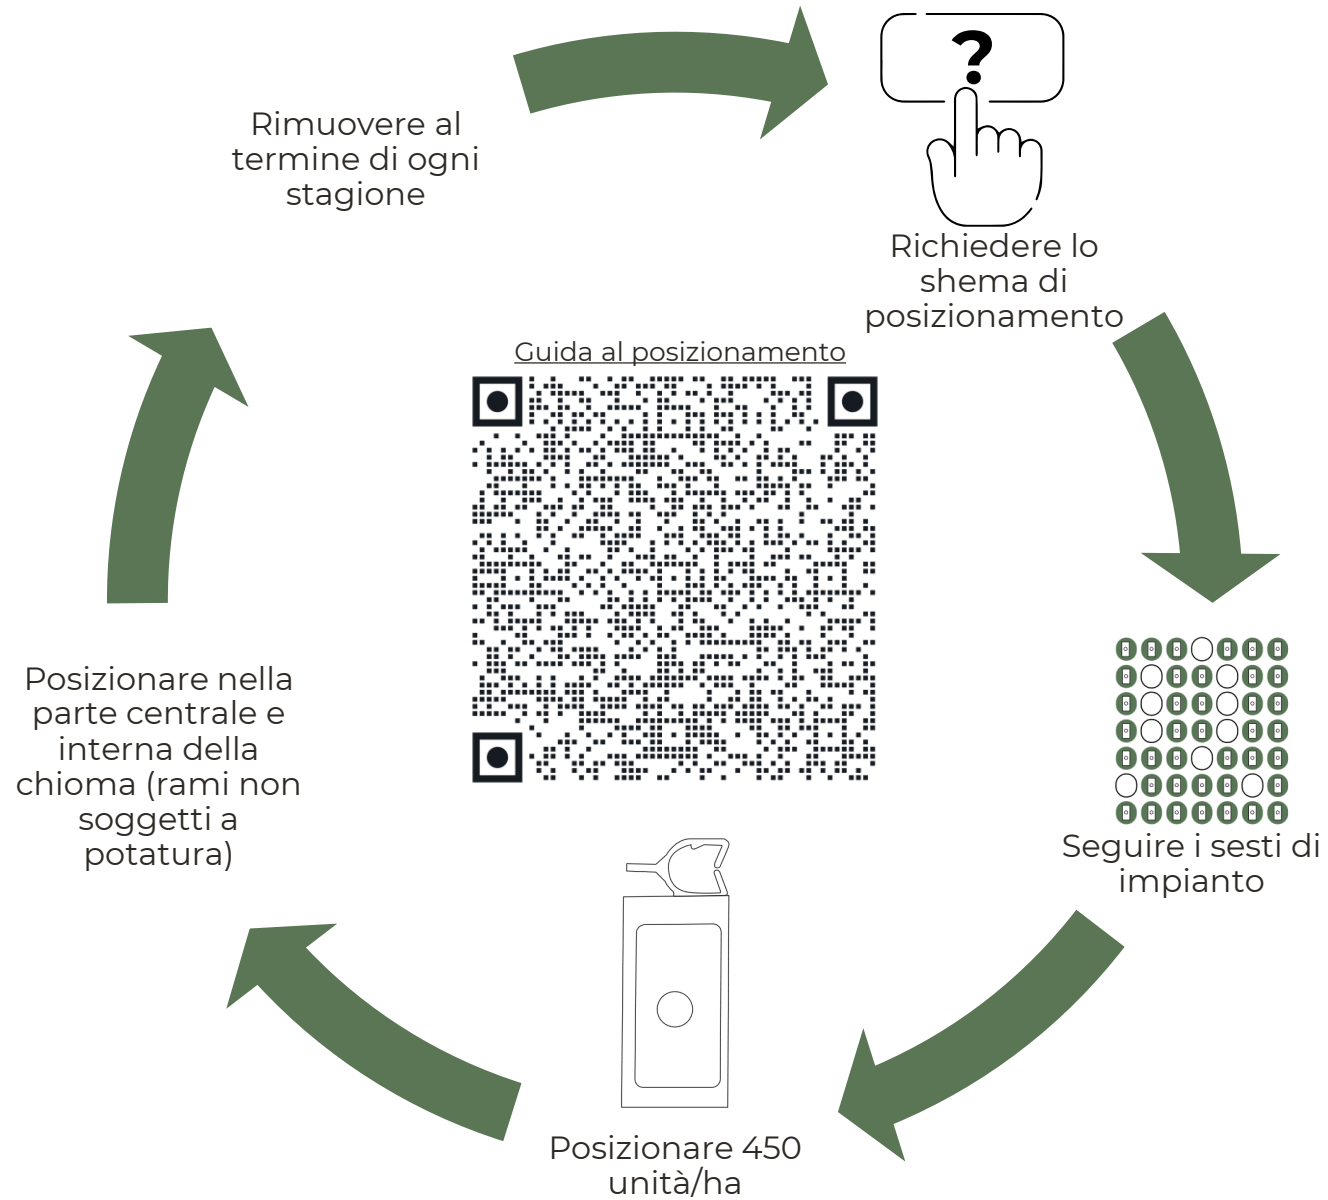 ?
Richiedere lo
shema di
posizionamento
Seguire i sesti di
impianto
Posizionare 450
unità/ha
Posizionare nella
parte centrale e
interna della
chioma (rami non
soggetti a
potatura)
Rimuovere al
termine di ogni
stagione
Guida al posizionamento